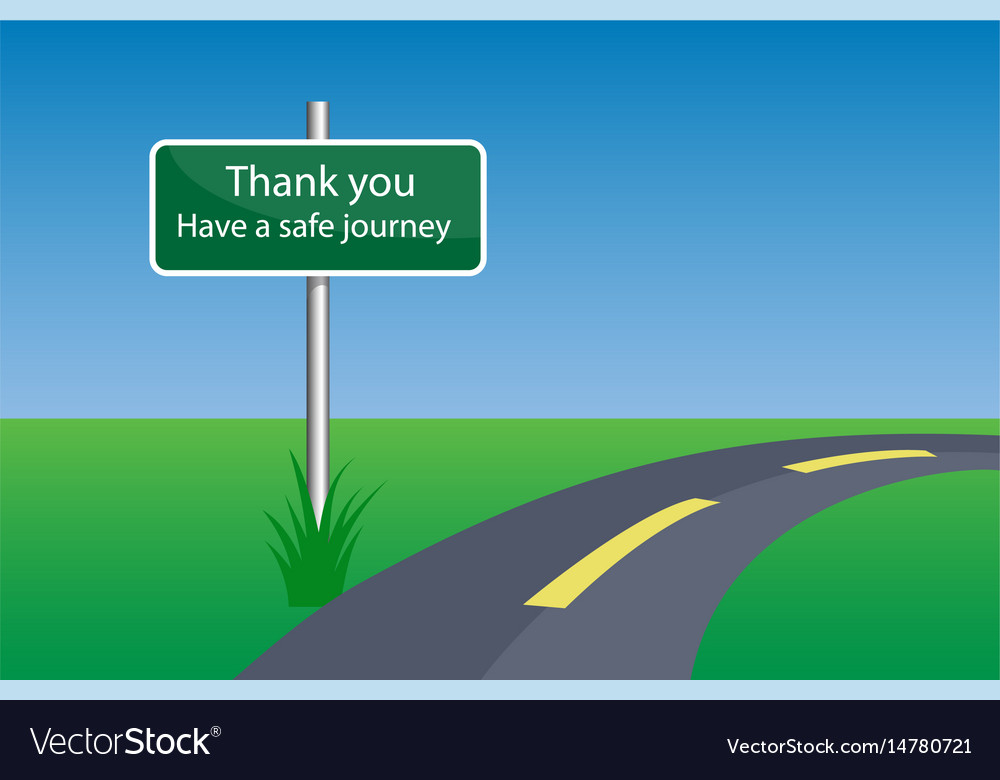 Thank you
Have a safe journey
VectorStock®
VectorStock.com/14780721